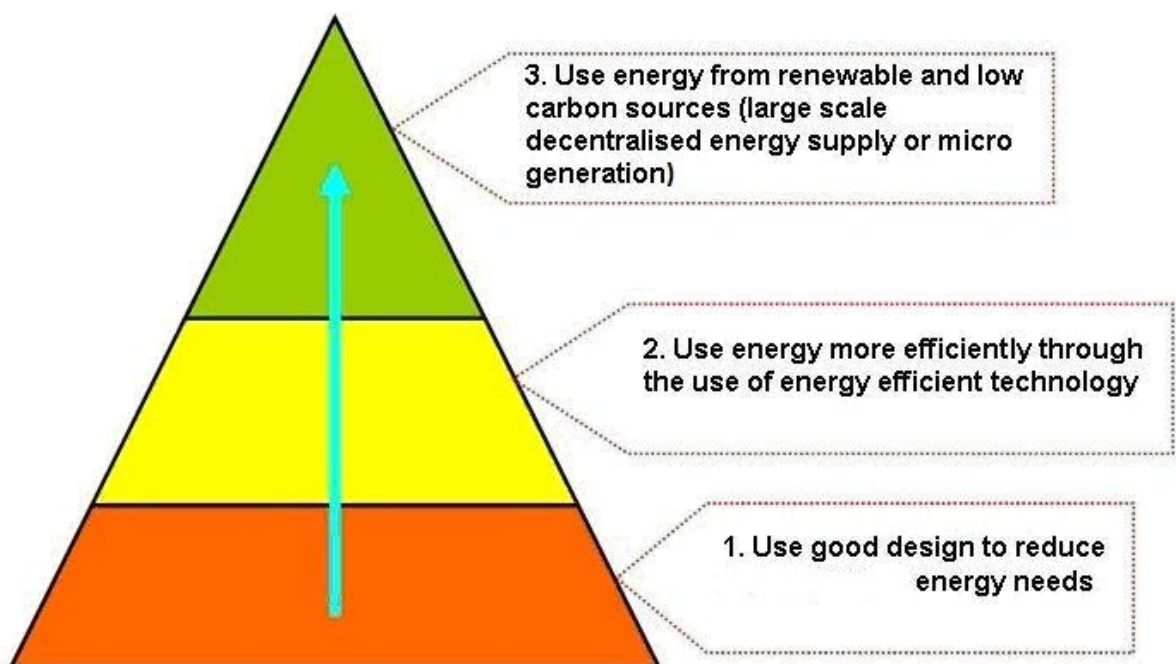 3. Use energy from renewable and low
carbon sources (large scale
decentralised energy supply or micro
generation)
2. Use energy more efficiently through
the use of energy efficient technology
1. Use good design to reduce
energy needs